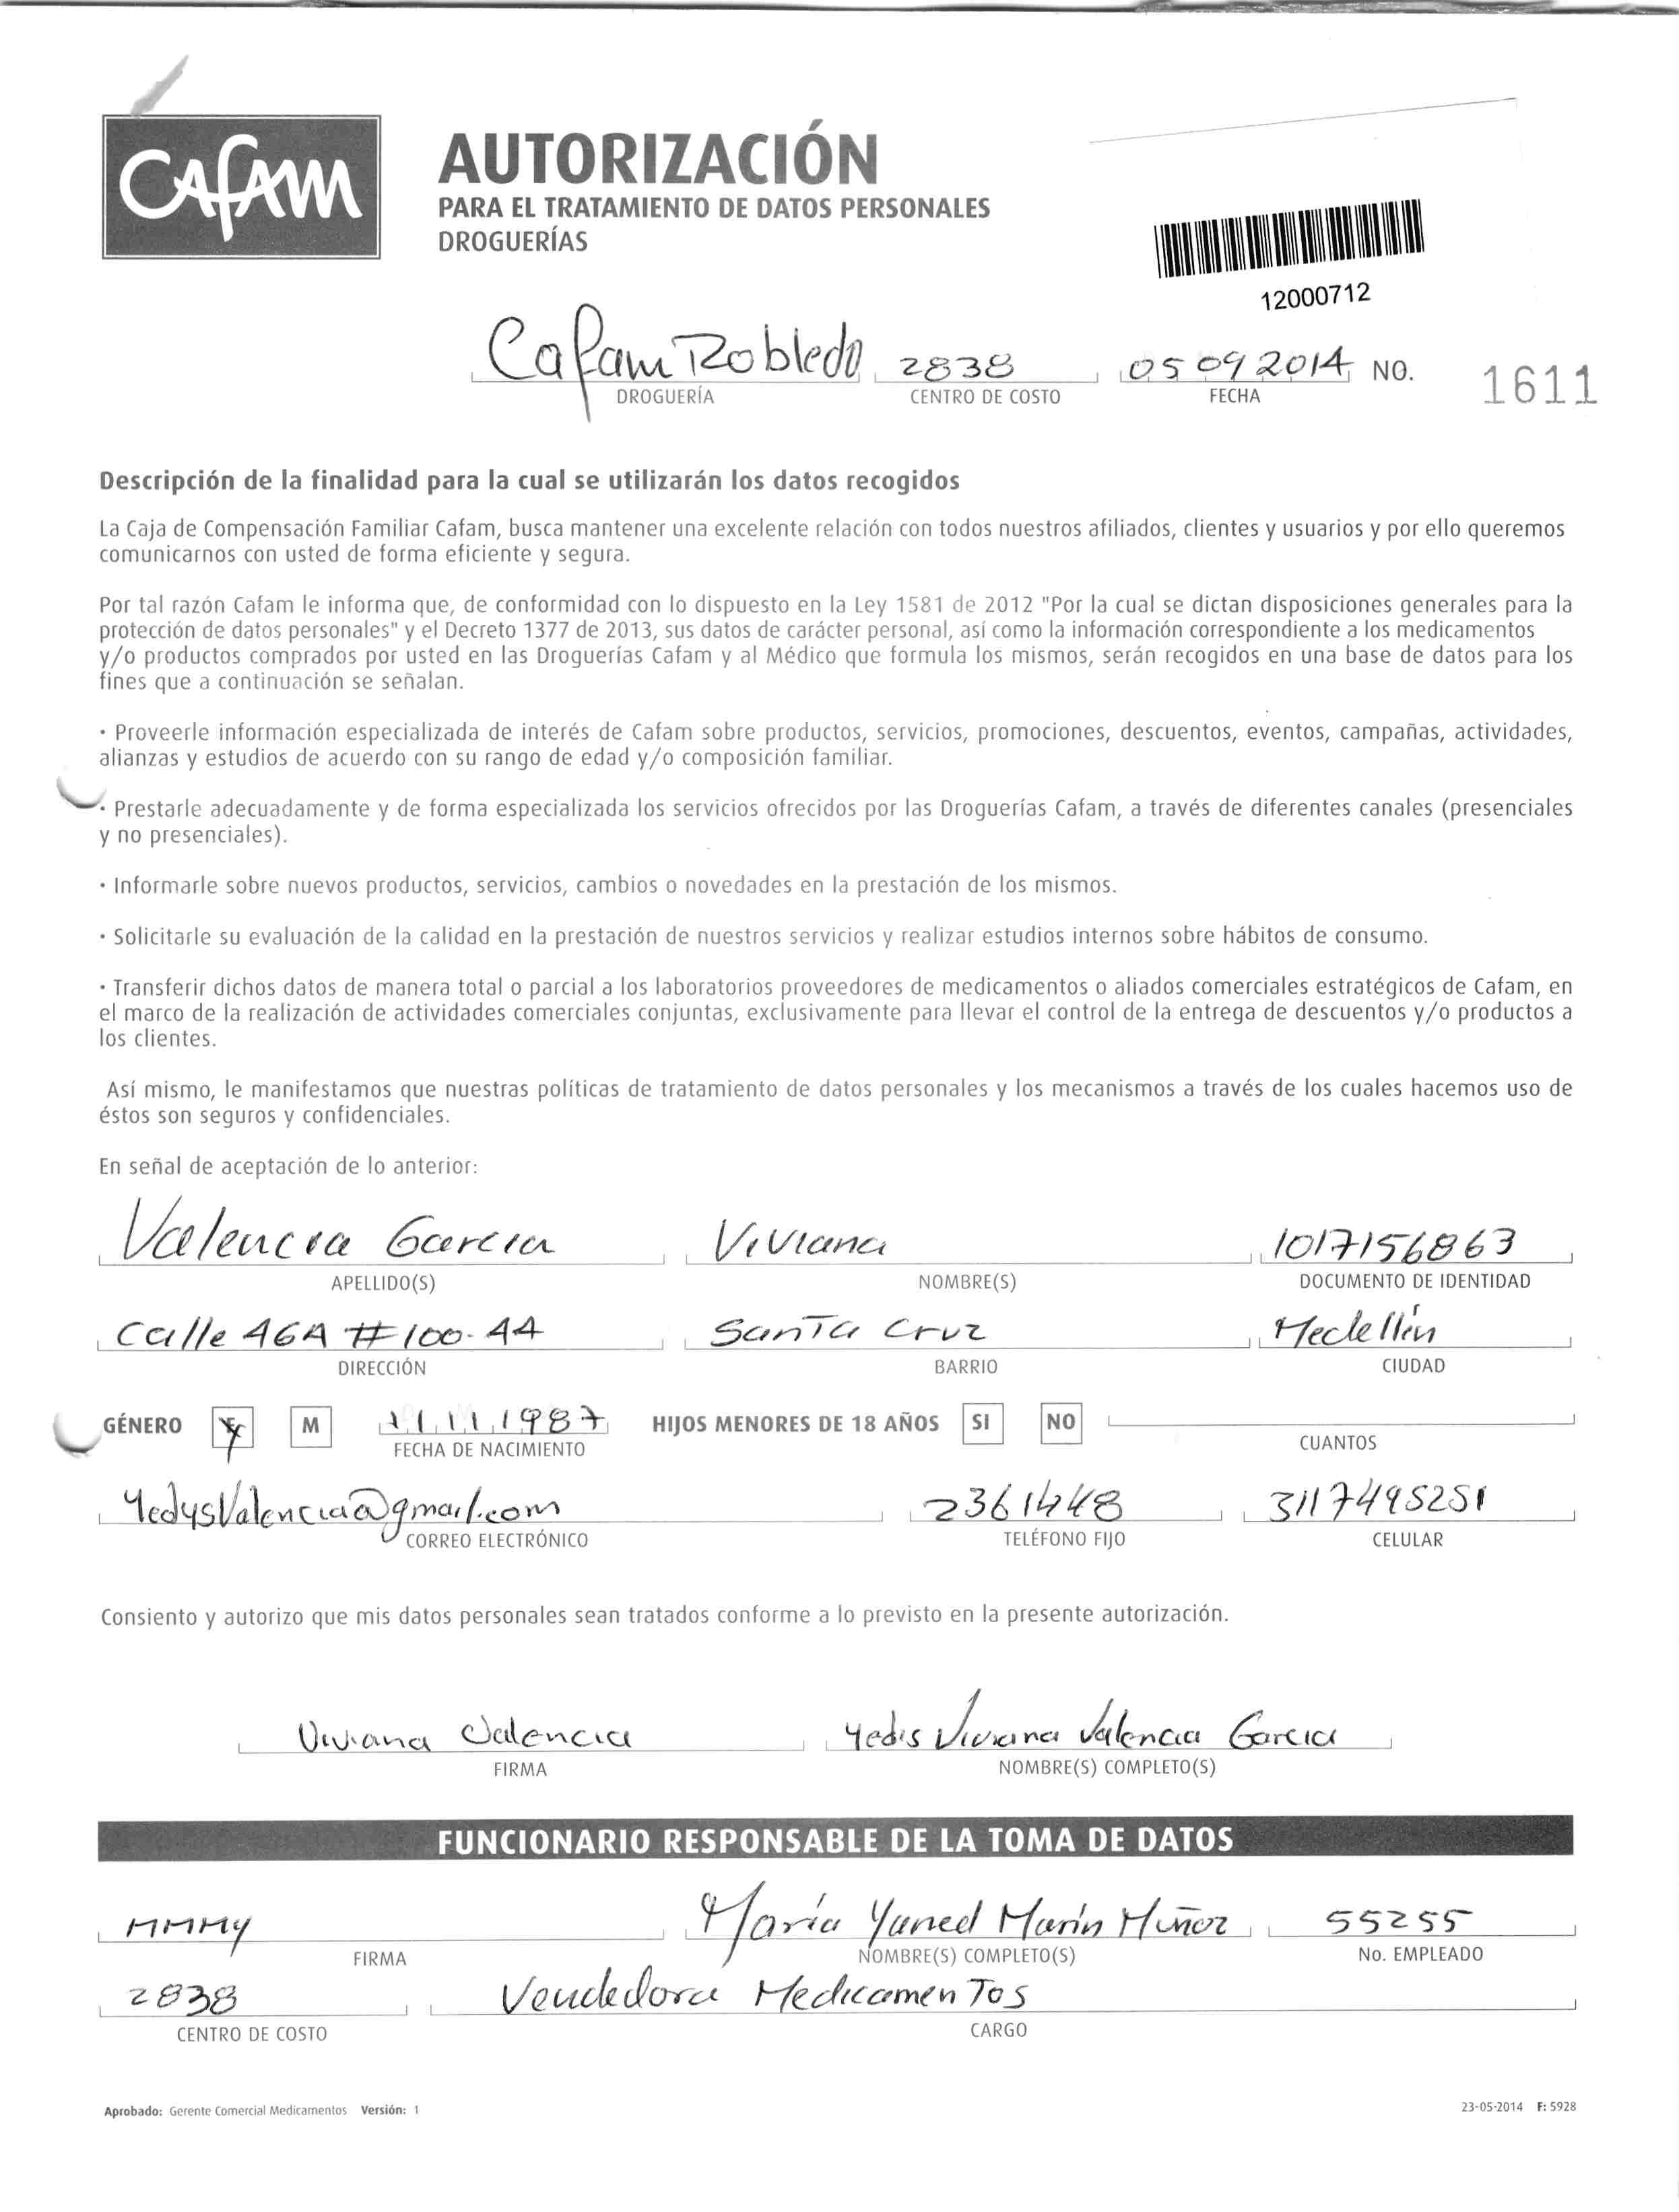 CAFAM
AUTORIZACIÓN
PARA EL TRATAMIENTO DE DATOS PERSONALES
DROGUERÍAS
12000712
Cafam Robledo 2838 05 09 2014 NO. 1611
DROGUERÍA CENTRO DE COSTO FECHA
Descripción de la finalidad para la cual se utilizarán los datos recogidos
La Caja de Compensación Familiar Cafam, busca mantener una excelente relación con todos nuestros afiliados, clientes y usuarios y por ello queremos
comunicarnos con usted de forma eficiente y segura.
Por tal razón Cafam le informa que, de conformidad con lo dispuesto en la Ley 1581 de 2012 "Por la cual se dictan disposiciones generales para la
protección de datos personales" y el Decreto 1377 de 2013, sus datos de carácter personal, así como la información correspondiente a los medicamentos
y/o productos comprados por usted en las Droguerías Cafam y al Médico que formula los mismos, serán recogidos en una base de datos para los
fines que a continuación se señalan.
· Proveerle información especializada de interés de Cafam sobre productos, servicios, promociones, descuentos, eventos, campañas, actividades,
alianzas y estudios de acuerdo con su rango de edad y/o composición familiar.
· Prestarle adecuadamente y de forma especializada los servicios ofrecidos por las Droguerías Cafam, a través de diferentes canales (presenciales
y no presenciales).
· Informarle sobre nuevos productos, servicios, cambios o novedades en la prestación de los mismos.
· Solicitarle su evaluación de la calidad en la prestación de nuestros servicios y realizar estudios internos sobre hábitos de consumo.
· Transferir dichos datos de manera total o parcial a los laboratorios proveedores de medicamentos o aliados comerciales estratégicos de Cafam, en
el marco de la realización de actividades comerciales conjuntas, exclusivamente para llevar el control de la entrega de descuentos y/o productos a
los clientes.
Así mismo, le manifestamos que nuestras políticas de tratamiento de datos personales y los mecanismos a través de los cuales hacemos uso de
éstos son seguros y confidenciales.
En señal de aceptación de lo anterior:
Valencia Garcia Viviana 1017156863
APELLIDO(S) NOMBRE(S) DOCUMENTO DE IDENTIDAD
Calle 46A #100-44 Santa Cruz Medellín
DIRECCIÓN BARRIO CIUDAD
GÉNERO F M 11 11 1987 HIJOS MENORES DE 18 AÑOS SI NO
FECHA DE NACIMIENTO CUANTOS
YedysValencia@gmail.com 2361448 3117495251
CORREO ELECTRÓNICO TELÉFONO FIJO CELULAR
Consiento y autorizo que mis datos personales sean tratados conforme a lo previsto en la presente autorización.
Viviana Valencia Yedis Viviana Valencia Garcia
FIRMA NOMBRE(S) COMPLETO(S)
FUNCIONARIO RESPONSABLE DE LA TOMA DE DATOS
MMMy María Yaned Marín Muñoz 55255
FIRMA NOMBRE(S) COMPLETO(S) No. EMPLEADO
2838 Vendedora Medicamentos
CENTRO DE COSTO CARGO
Aprobado: Gerente Comercial Medicamentos Versión: 1 23-05-2014 F: 5928